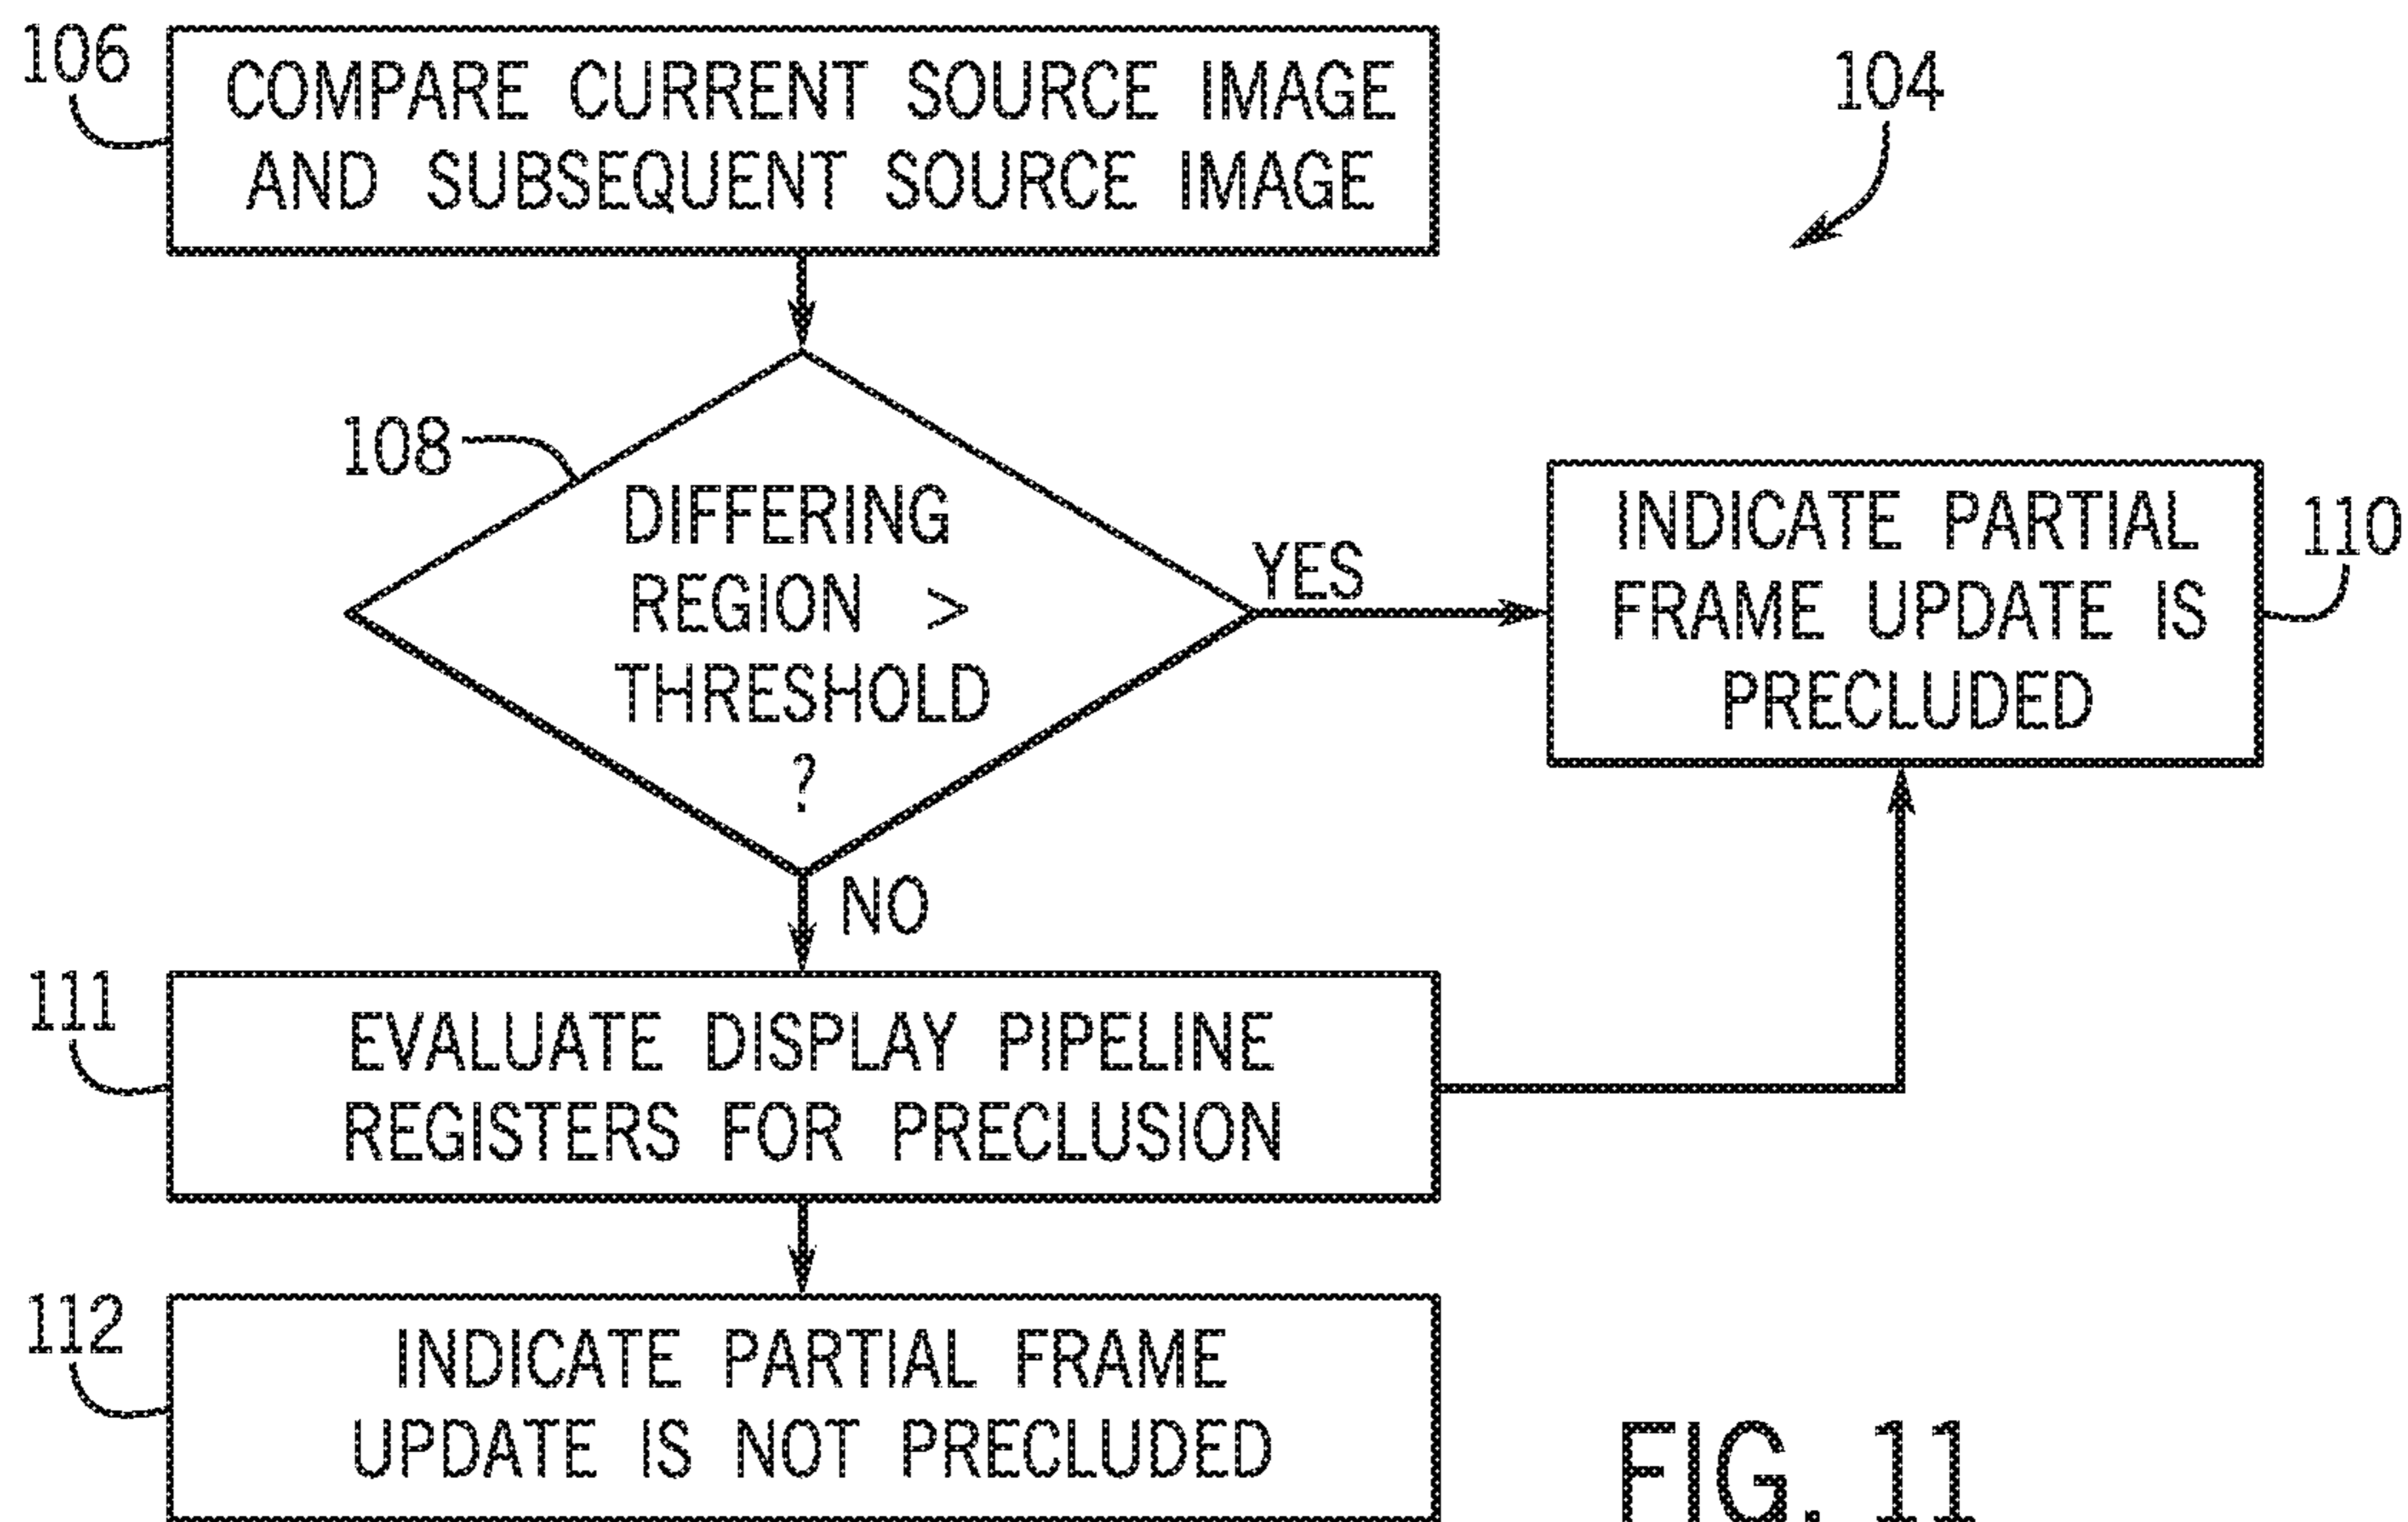 106
COMPARE CURRENT SOURCE IMAGE
AND SUBSEQUENT SOURCE IMAGE
104
108
DIFFERING
REGION >
THRESHOLD
?
YES
INDICATE PARTIAL
FRAME UPDATE IS
PRECLUDED
110
NO
111
EVALUATE DISPLAY PIPELINE
REGISTERS FOR PRECLUSION
112
INDICATE PARTIAL FRAME
UPDATE IS NOT PRECLUDED
FIG. 11